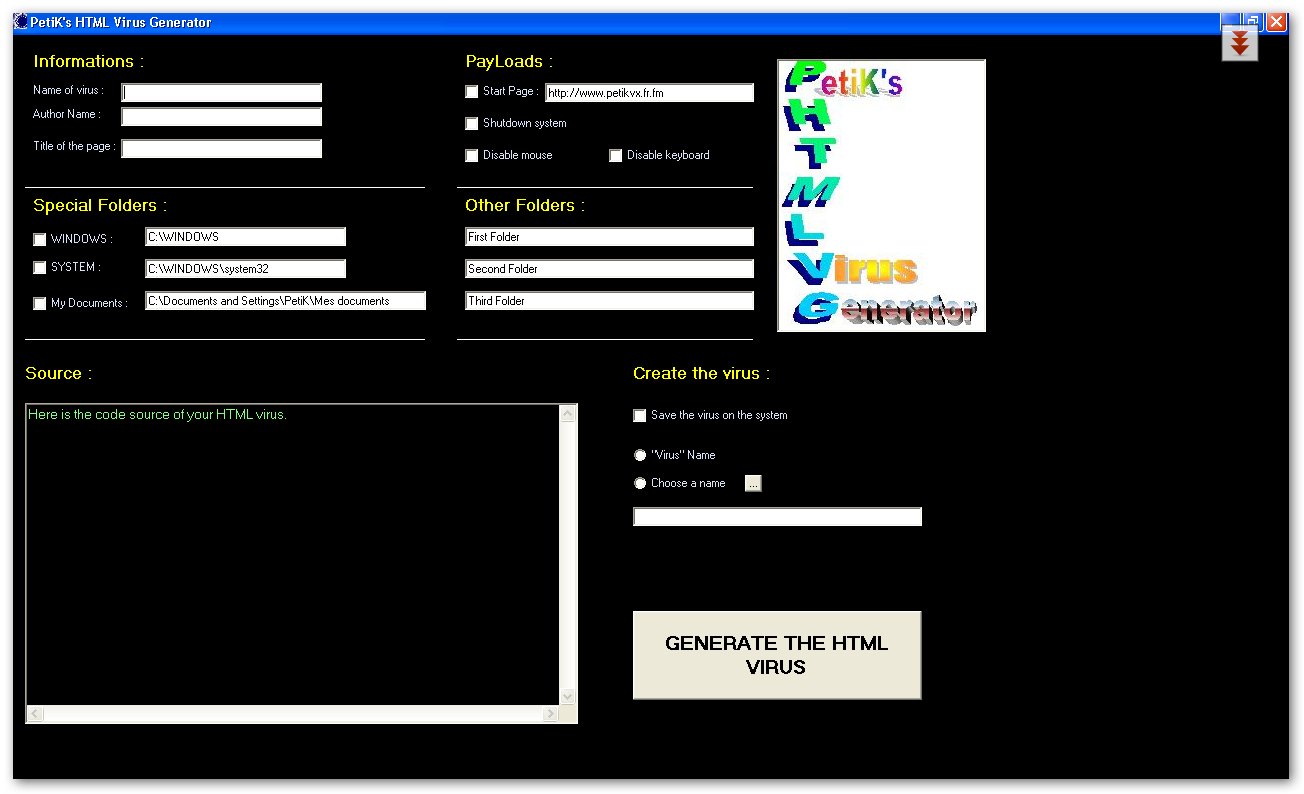 PetiK's HTML Virus Generator
Informations :
Name of virus :
Author Name :
Title of the page :
PayLoads :
Start Page : http://www.petikvx.fr.fm
Shutdown system
Disable mouse Disable keyboard
PetiK's
H
T
M
L
Virus
Generator
Special Folders :
WINDOWS : C:\WINDOWS
SYSTEM : C:\WINDOWS\system32
My Documents : C:\Documents and Settings\PetiK\Mes documents
Other Folders :
First Folder
Second Folder
Third Folder
Source :
Here is the code source of your HTML virus.
Create the virus :
Save the virus on the system
"Virus" Name
Choose a name ...
GENERATE THE HTML
VIRUS